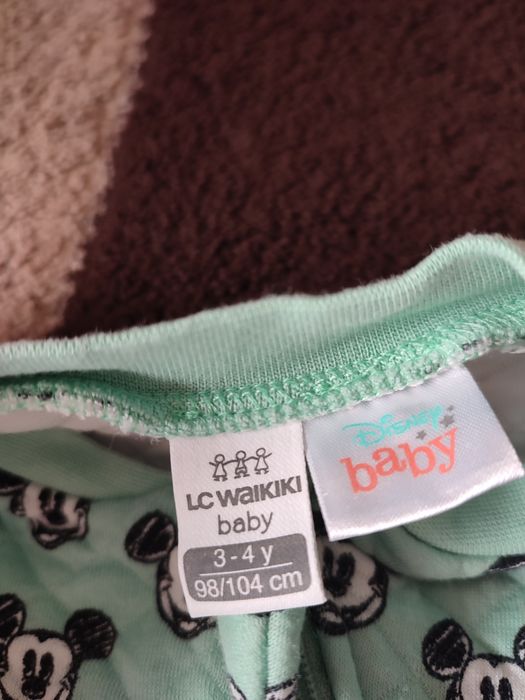 LC WAIKIKI
baby
3-4 y
98/104 cm
Disney
baby